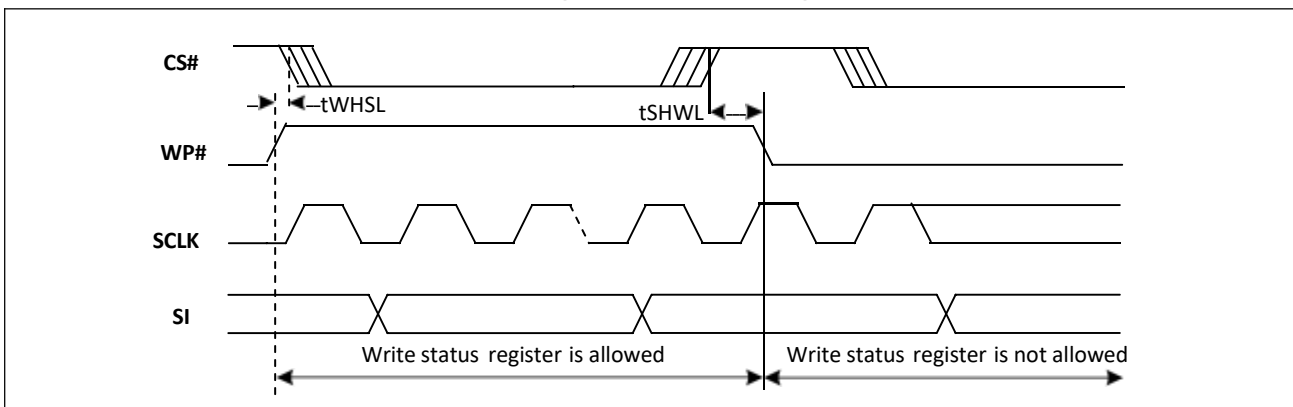 CS#
tWHSL
tSHWL
WP#
SCLK
SI
Write status register is allowed
Write status register is not allowed